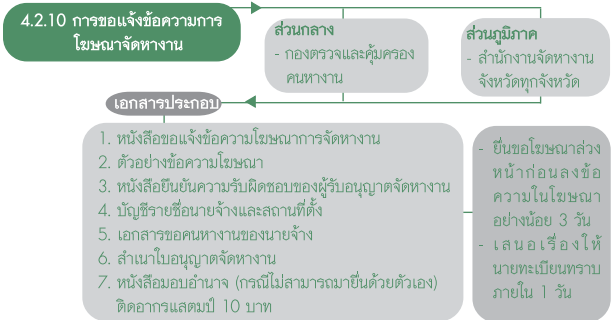 4.2.10 การขอแจ้งข้อความการ
โฆษณาจัดหางาน
ส่วนกลาง
- กองตรวจและคุ้มครอง
คนหางาน
ส่วนภูมิภาค
- สำนักงานจัดหางาน
จังหวัดทุกจังหวัด
เอกสารประกอบ
1. หนังสือขอแจ้งข้อความโฆษณาการจัดหางาน
2. ตัวอย่างข้อความโฆษณา
3. หนังสือยืนยันความรับผิดชอบของผู้รับอนุญาตจัดหางาน
4. บัญชีรายชื่อนายจ้างและสถานที่ตั้ง
5. เอกสารขอคนหางานของนายจ้าง
6. สำเนาใบอนุญาตจัดหางาน
7. หนังสือมอบอำนาจ (กรณีไม่สามารถมายื่นด้วยตัวเอง)
ติดอากรแสตมป์ 10 บาท
- ยื่นขอโฆษณาล่วง
หน้าก่อนลงข้อ
ความในโฆษณา
อย่างน้อย 3 วัน
- เสนอเรื่องให้
นายทะเบียนทราบ
ภายใน 1 วัน